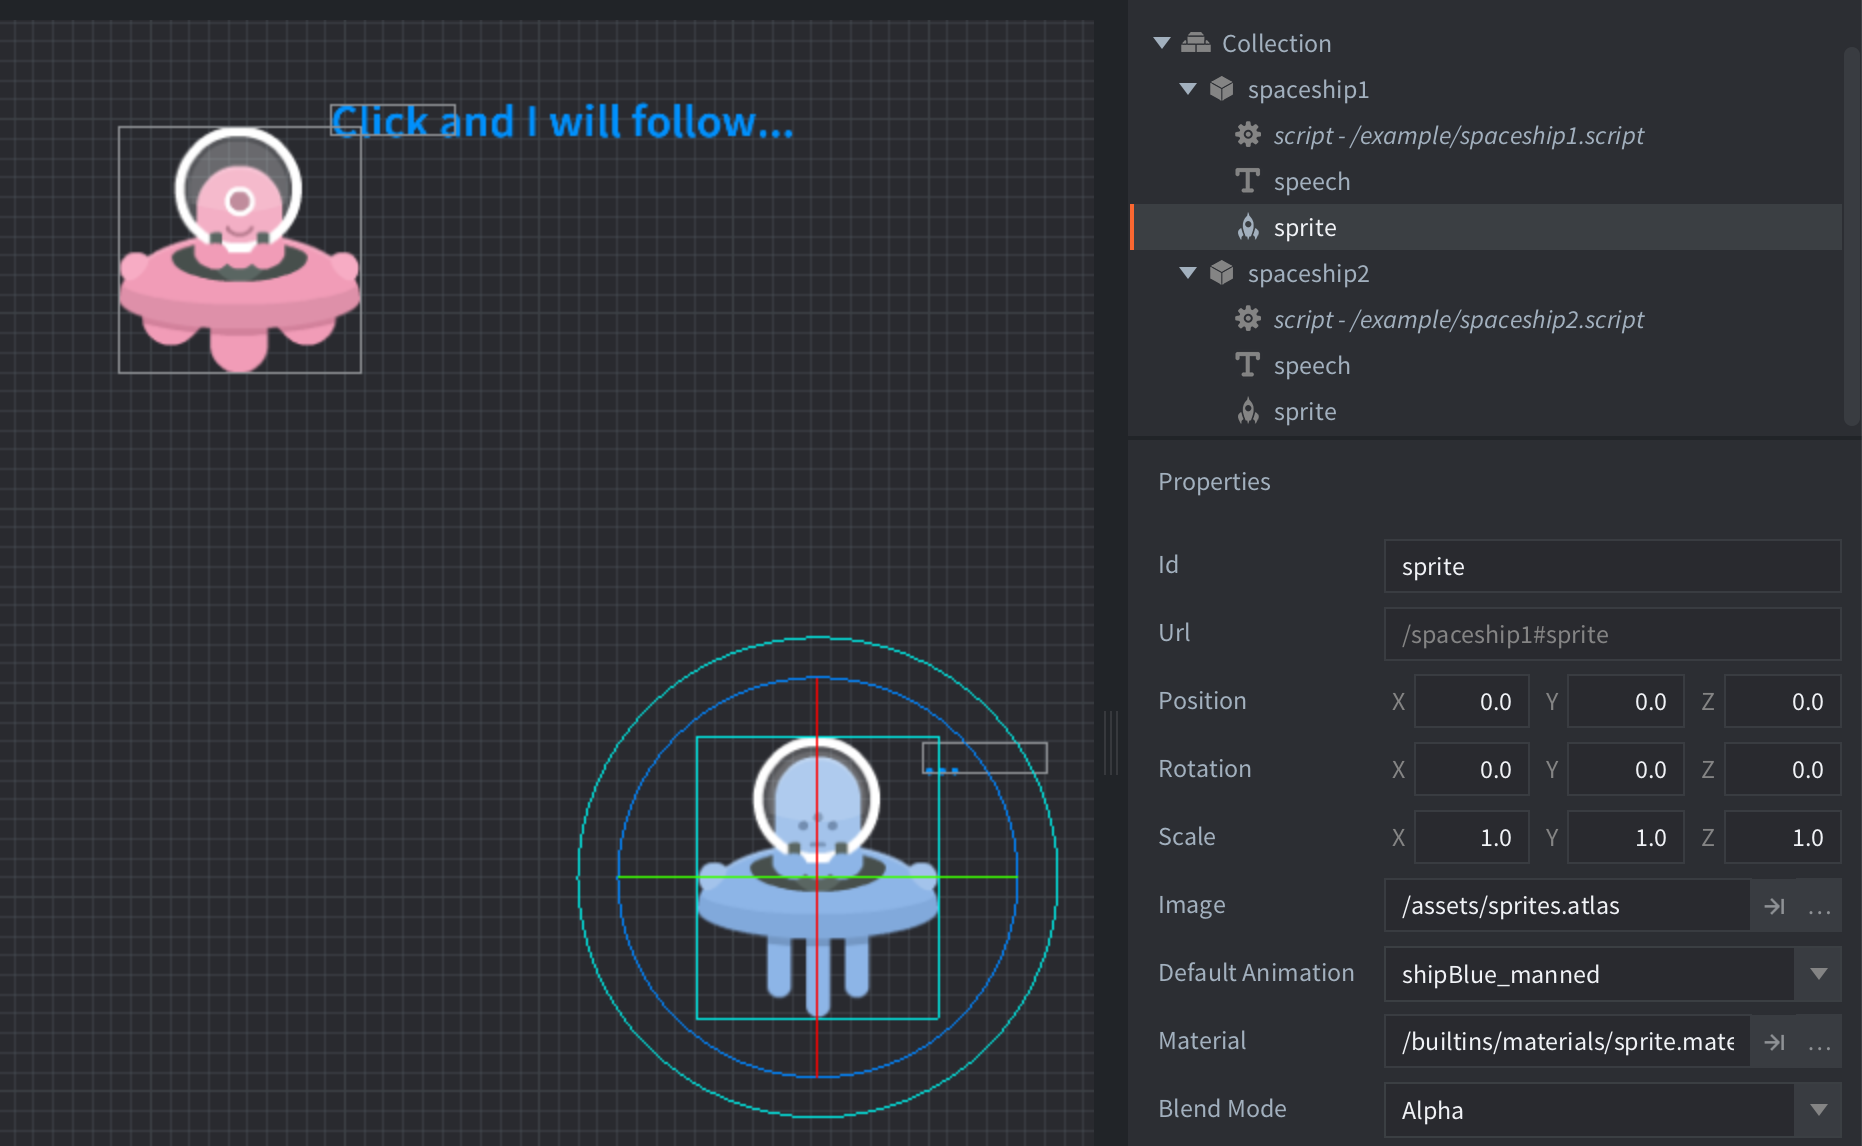 Click and I will follow...
...
Collection
spaceship1
script - /example/spaceship1.script
speech
sprite
spaceship2
script - /example/spaceship2.script
speech
sprite
Properties
Id sprite
Url /spaceship1#sprite
Position X 0.0 Y 0.0 Z 0.0
Rotation X 0.0 Y 0.0 Z 0.0
Scale X 1.0 Y 1.0 Z 1.0
Image /assets/sprites.atlas ...
Default Animation shipBlue_manned
Material /builtins/materials/sprite.mate ...
Blend Mode Alpha